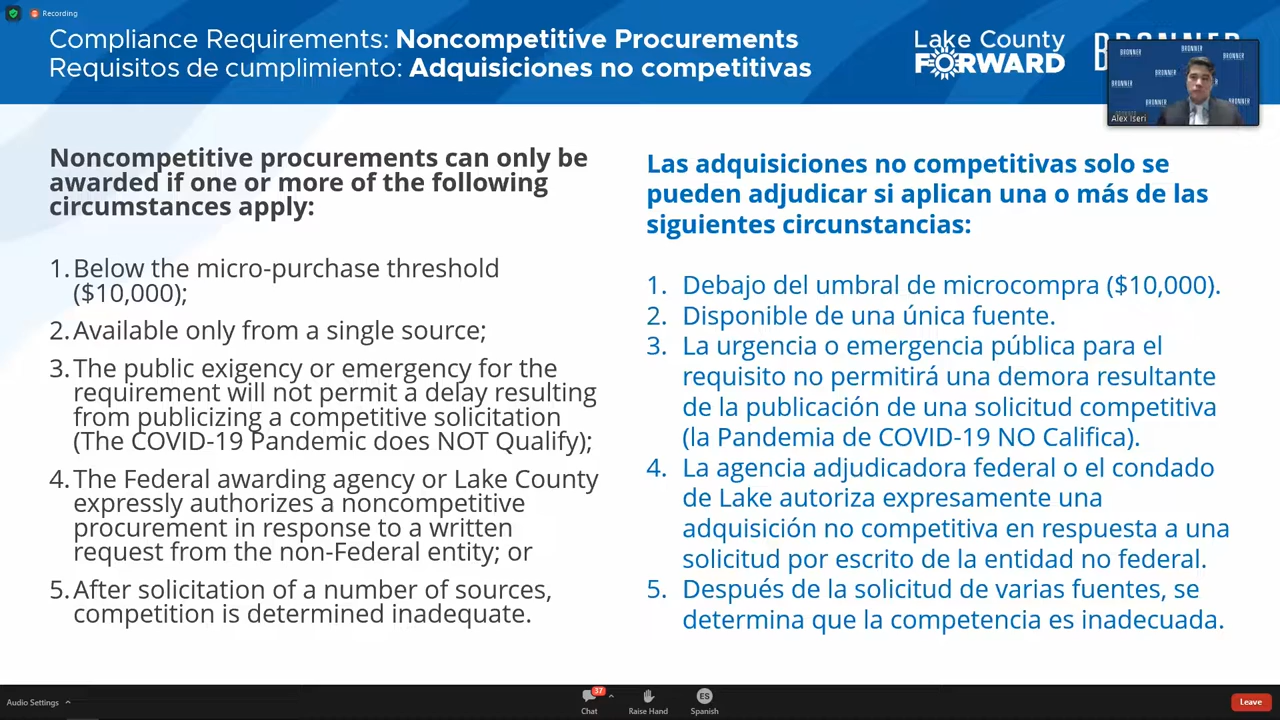 Recording
Compliance Requirements: Noncompetitive Procurements
Requisitos de cumplimiento: Adquisiciones no competitivas
Lake County
FORWARD
BRONNER
BRONNER
BRONNER
BRONNER
BRONNER
BRONNER
BRONNER
BRONNER
Alex Iseri
Noncompetitive procurements can only be
awarded if one or more of the following
circumstances apply:
1. Below the micro-purchase threshold
($10,000);
2. Available only from a single source;
3. The public exigency or emergency for the
requirement will not permit a delay resulting
from publicizing a competitive solicitation
(The COVID-19 Pandemic does NOT Qualify);
4. The Federal awarding agency or Lake County
expressly authorizes a noncompetitive
procurement in response to a written
request from the non-Federal entity; or
5. After solicitation of a number of sources,
competition is determined inadequate.
Las adquisiciones no competitivas solo se
pueden adjudicar si aplican una o más de las
siguientes circunstancias:
1. Debajo del umbral de microcompra ($10,000).
2. Disponible de una única fuente.
3. La urgencia o emergencia pública para el
requisito no permitirá una demora resultante
de la publicación de una solicitud competitiva
(la Pandemia de COVID-19 NO Califica).
4. La agencia adjudicadora federal o el condado
de Lake autoriza expresamente una
adquisición no competitiva en respuesta a una
solicitud por escrito de la entidad no federal.
5. Después de la solicitud de varias fuentes, se
determina que la competencia es inadecuada.
Audio Settings
37
Chat
Raise Hand
ES
Spanish
Leave